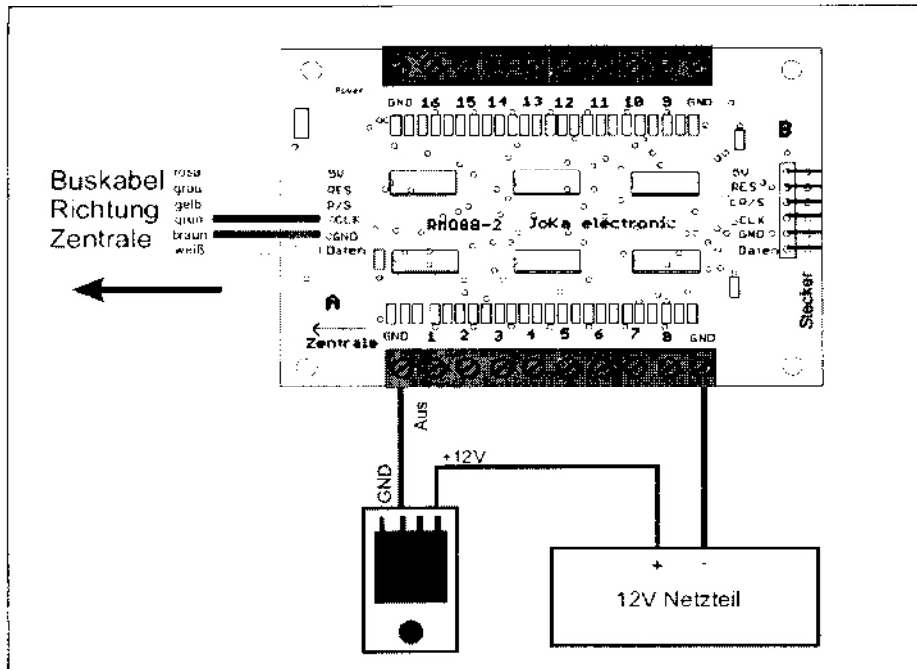 Power
GND 16 15 14 13 12 11 10 9 GND
B
Buskabel
Richtung
Zentrale
rosa
grau
gelb
grün
braun
weiß
5V
RES
P/S
CLK
GND
Daten
RM088-2 JoKa electronic
5V
RES
P/S
CLK
GND
Daten
Stecker
A
Zentrale
GND 1 2 3 4 5 6 7 8 GND
Aus
GND
+12V
+ -
12V Netzteil